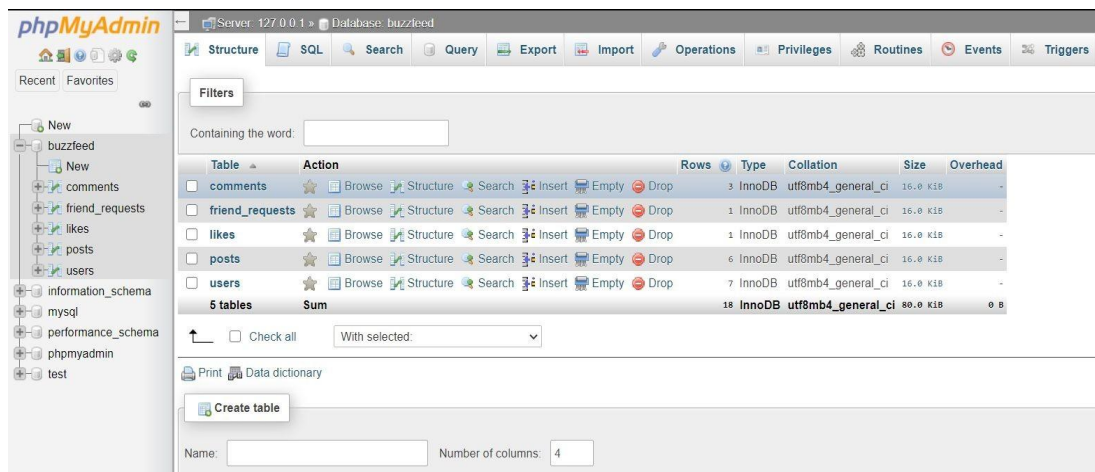 phpMyAdmin
Recent Favorites
New
buzzfeed
New
comments
friend_requests
likes
posts
users
information_schema
mysql
performance_schema
phpmyadmin
test
Server: 127.0.0.1 » Database: buzzfeed
Structure SQL Search Query Export Import Operations Privileges Routines Events Triggers
Filters
Containing the word:
Table Action Rows Type Collation Size Overhead
comments Browse Structure Search Insert Empty Drop 3 InnoDB utf8mb4_general_ci 16.0 KiB -
friend_requests Browse Structure Search Insert Empty Drop 1 InnoDB utf8mb4_general_ci 16.0 KiB -
likes Browse Structure Search Insert Empty Drop 1 InnoDB utf8mb4_general_ci 16.0 KiB -
posts Browse Structure Search Insert Empty Drop 6 InnoDB utf8mb4_general_ci 16.0 KiB -
users Browse Structure Search Insert Empty Drop 7 InnoDB utf8mb4_general_ci 16.0 KiB -
5 tables Sum 18 InnoDB utf8mb4_general_ci 80.0 KiB 0 B
Check all With selected:
Print Data dictionary
Create table
Name: Number of columns: 4